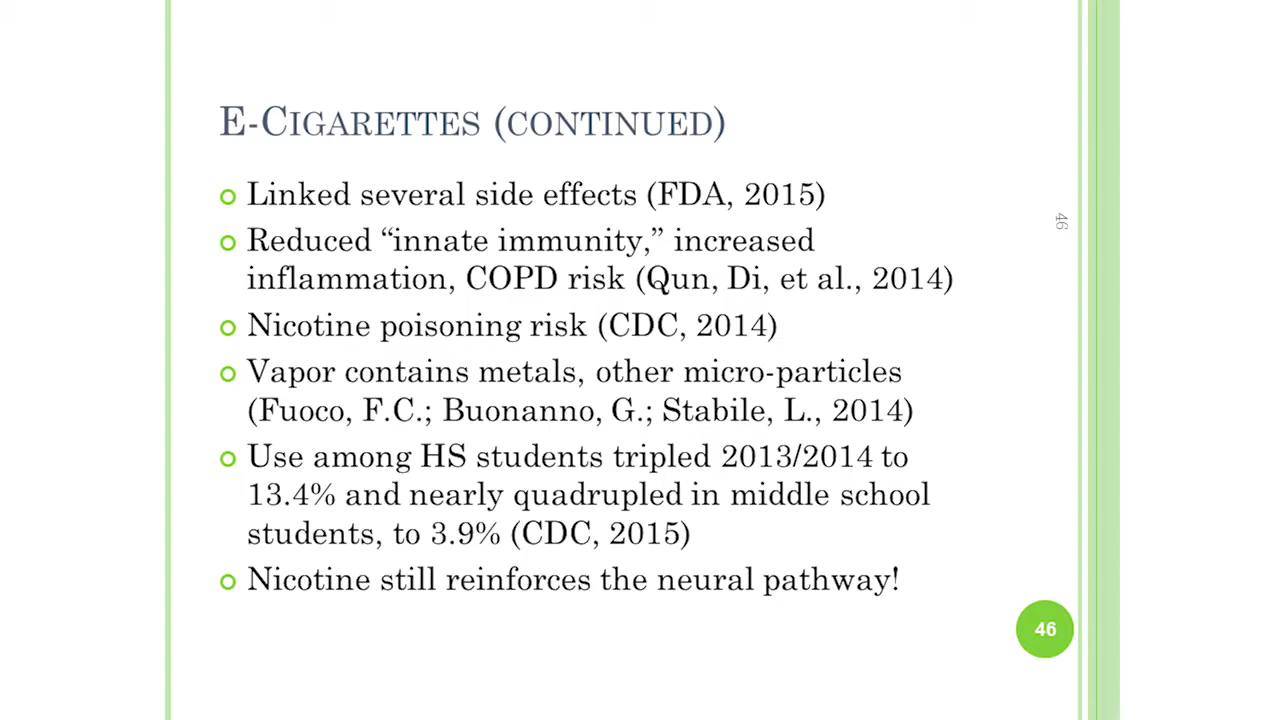 E-Cigarettes (continued)
Linked several side effects (FDA, 2015)
46
Reduced “innate immunity,” increased
inflammation, COPD risk (Qun, Di, et al., 2014)
Nicotine poisoning risk (CDC, 2014)
Vapor contains metals, other micro-particles
(Fuoco, F.C.; Buonanno, G.; Stabile, L., 2014)
Use among HS students tripled 2013/2014 to
13.4% and nearly quadrupled in middle school
students, to 3.9% (CDC, 2015)
Nicotine still reinforces the neural pathway!
46